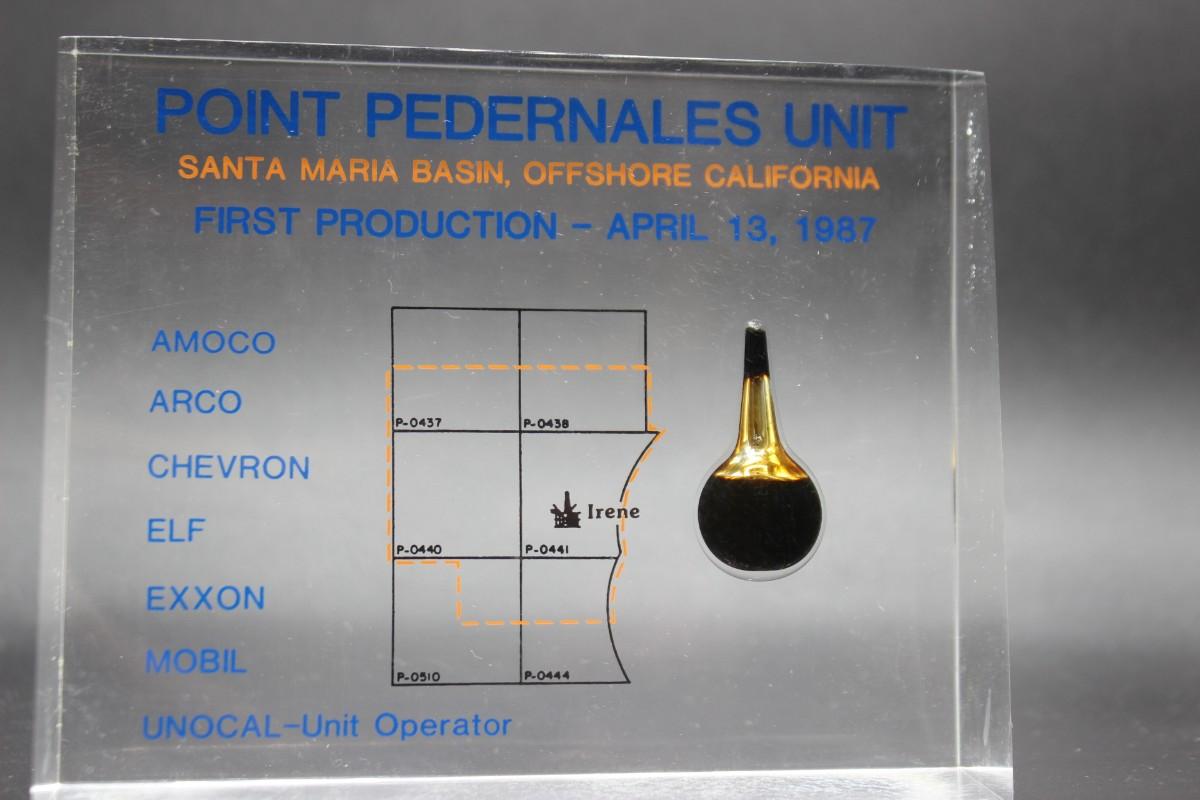 POINT PEDERNALES UNIT
SANTA MARIA BASIN, OFFSHORE CALIFORNIA
FIRST PRODUCTION - APRIL 13, 1987
AMOCO
ARCO
CHEVRON
ELF
EXXON
MOBIL
UNOCAL-Unit Operator
P-0437
P-0438
Irene
P-0440
P-0441
P-0510
P-0444